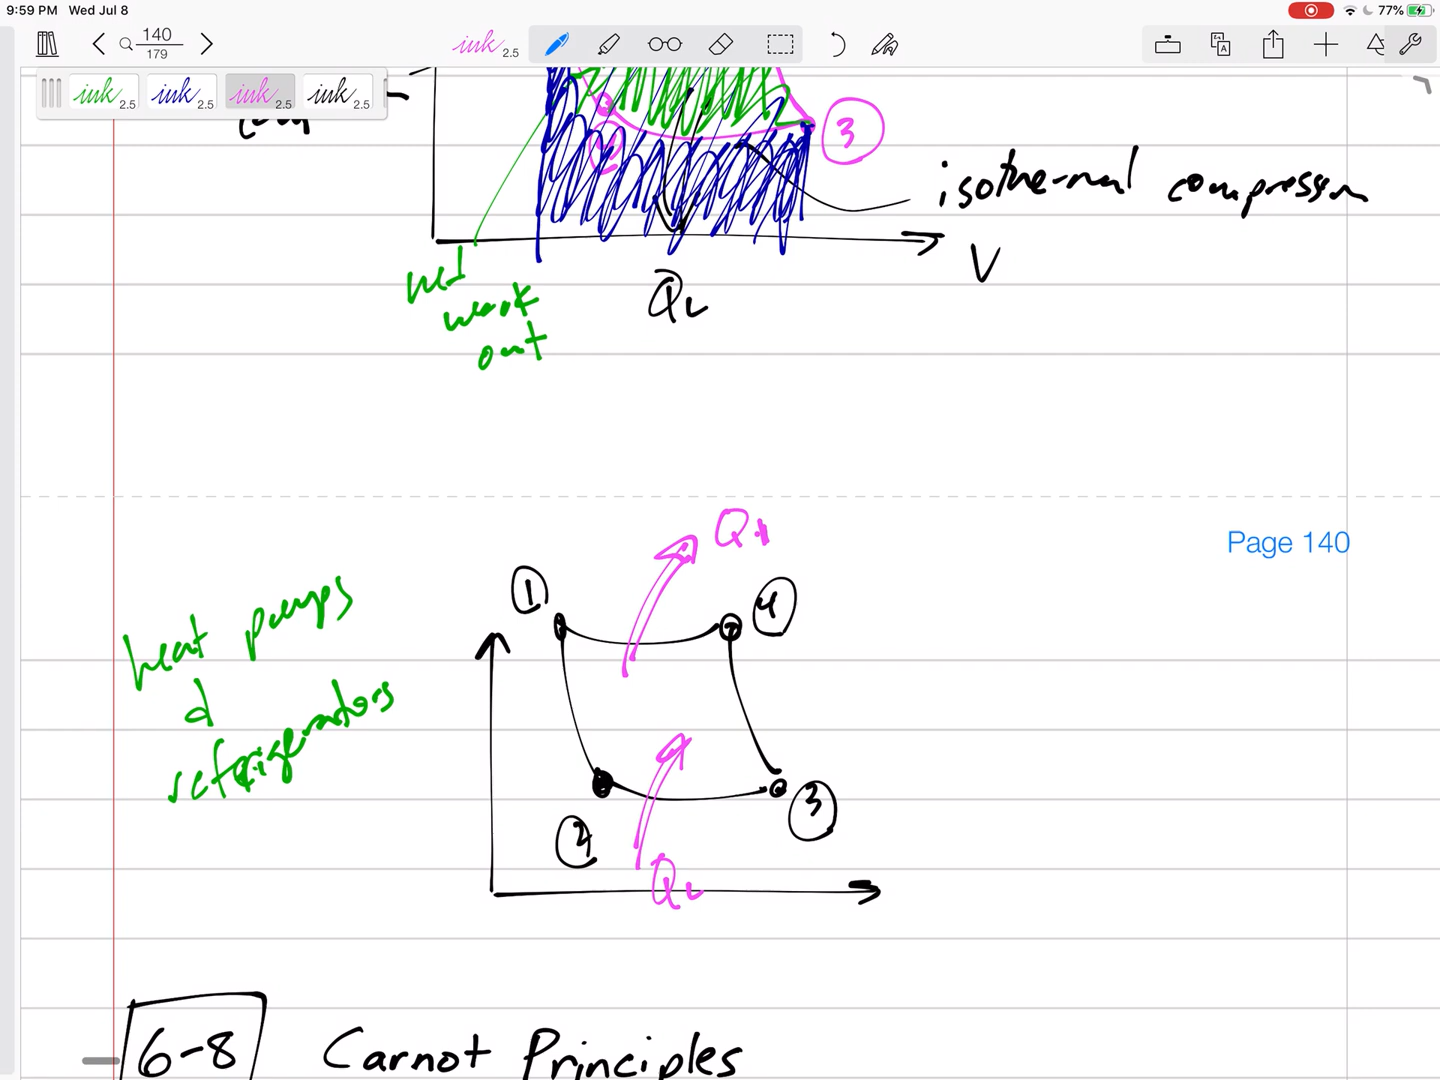 9:59 PM Wed Jul 8
77%
140
179
ink 2.5
ink 2.5
ink 2.5
ink 2.5
ink 2.5
3
isothermal compression
V
QL
net
work
out
Page 140
QH
1
4
heat pumps
&
refrigerators
2
3
QL
6-8 Carnot Principles